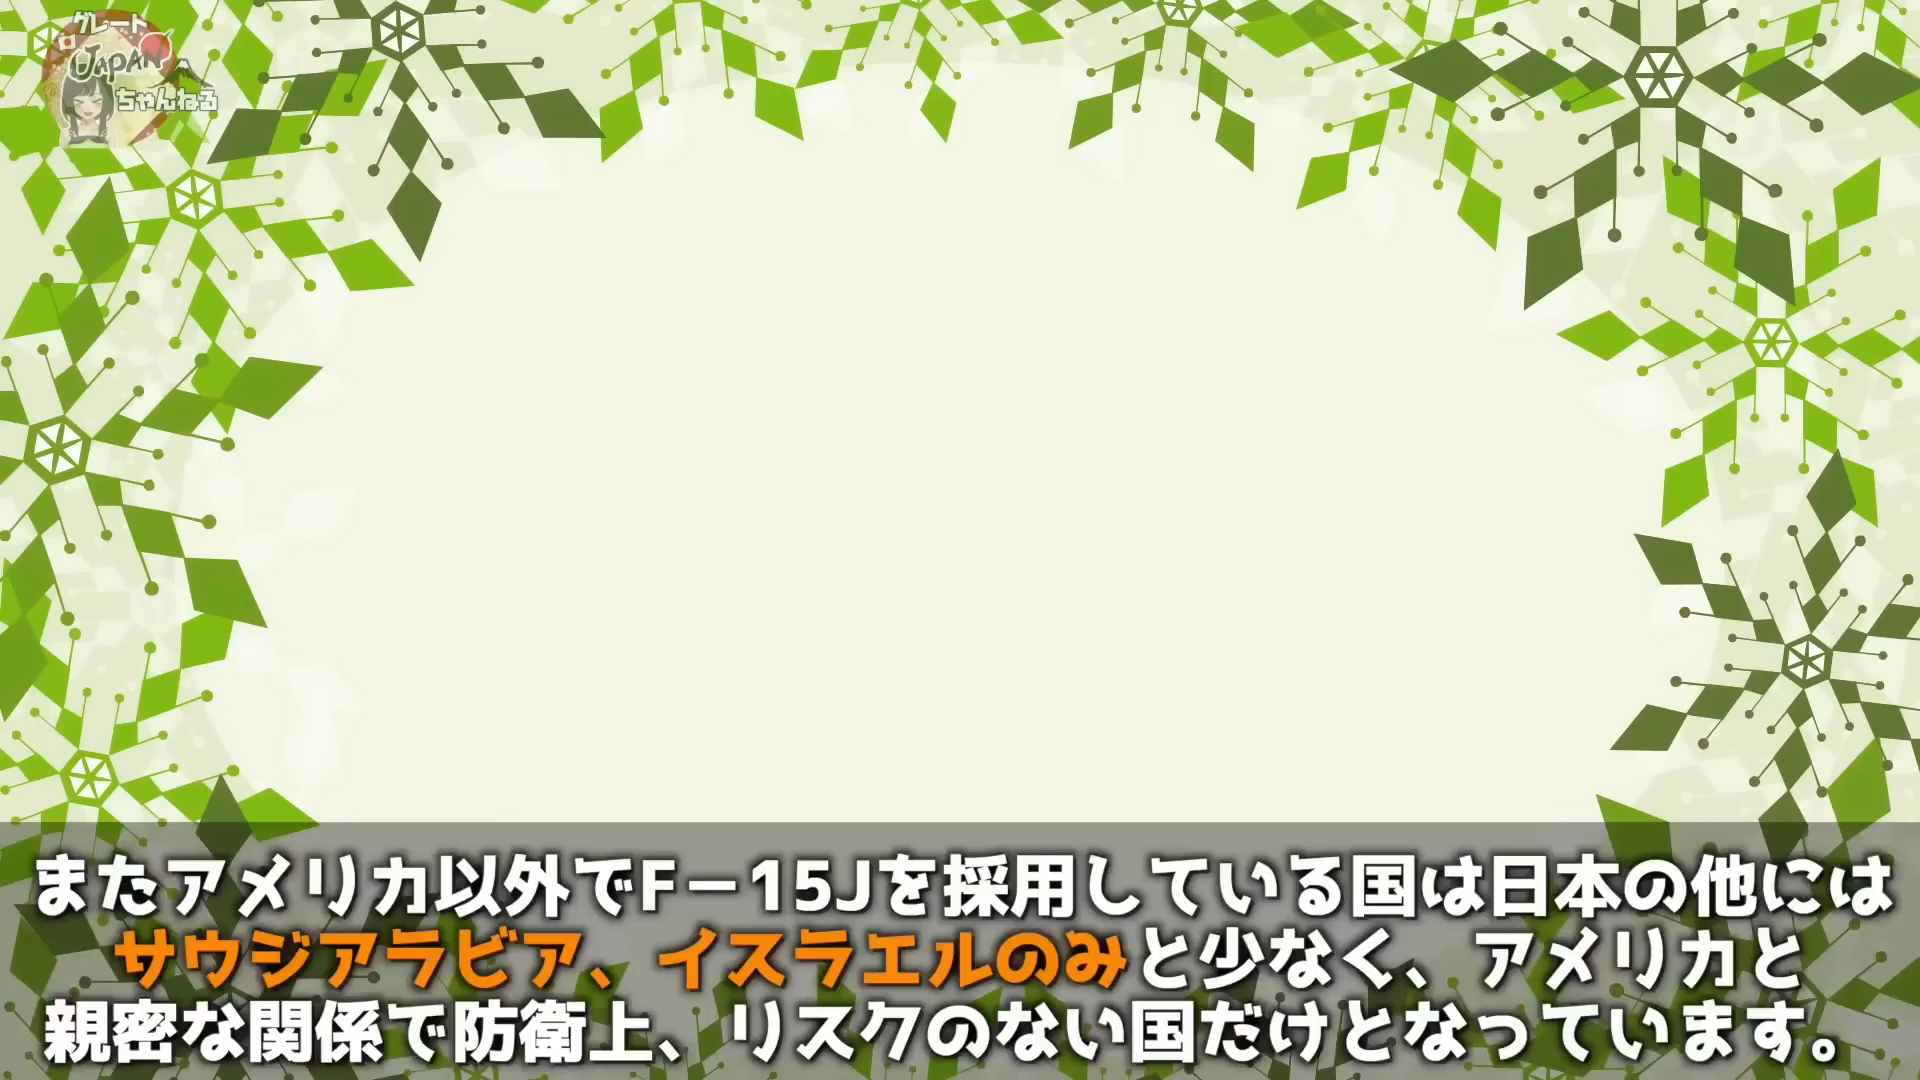 グレート
JAPAN
ちゃんねる
またアメリカ以外でF－15Jを採用している国は日本の他には
サウジアラビア、イスラエルのみと少なく、アメリカと
親密な関係で防衛上、リスクのない国だけとなっています。